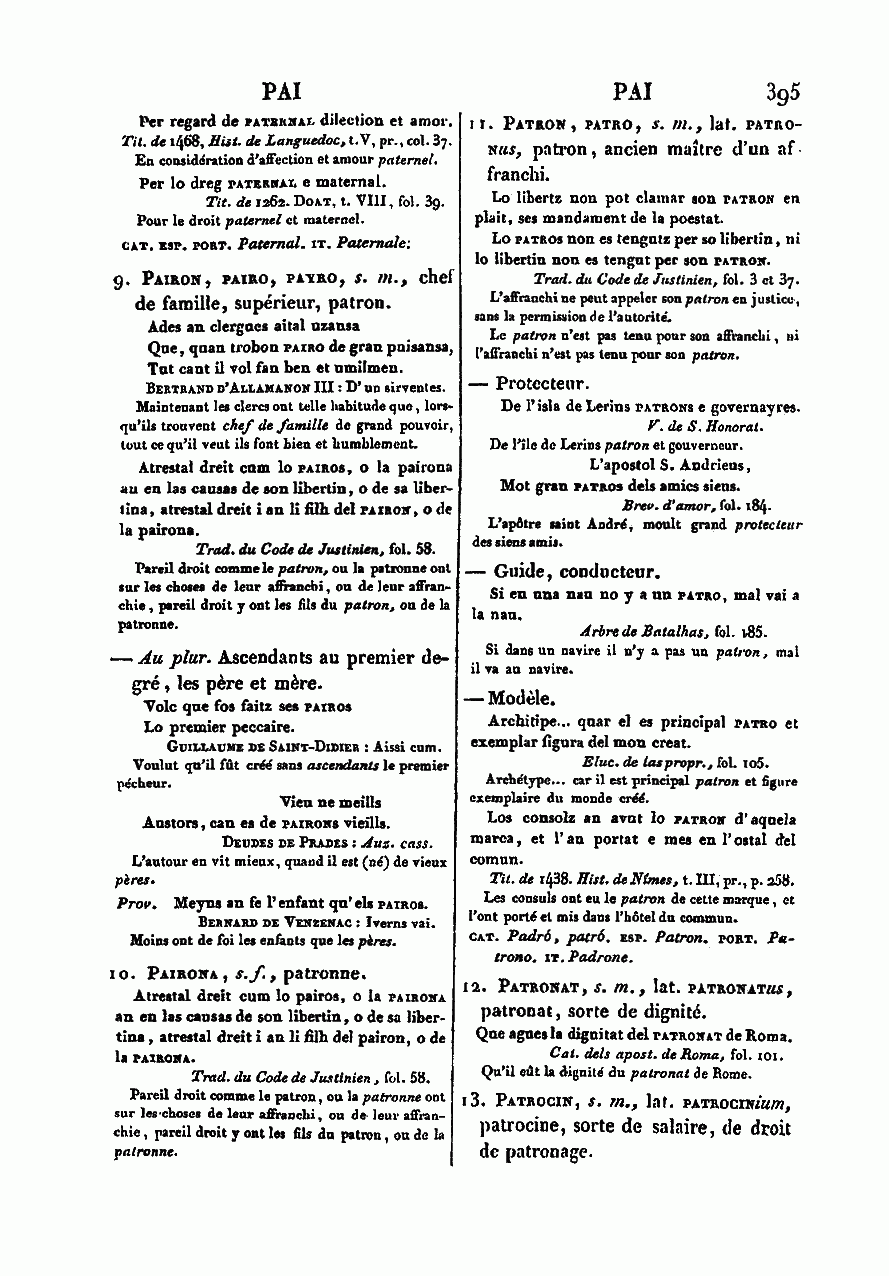 PAI
PAI
395
Per regard de PATERNAL dilection et amor.
Tit. de 1468, Hist. de Languedoc, t. V, pr., col. 37.
En considération d'affection et amour paternel.
Per lo dreg PATERNAL e maternal.
Tit. de 1262. DOAT, t. VIII, fol. 39.
Pour le droit paternel et maternel.
CAT. ESP. PORT. Paternal. IT. Paternale.
9. PAIRON, PAIRO, PAYRO, s. m., chef
de famille, supérieur, patron.
Ades an clergues aital uzansa
Que, quan trobon PAIRO de gran puisansa,
Tut cant il vol fan ben et umilmen.
BERTRAND D'ALLAMANON III : D'un sirventes.
Maintenant les clercs ont telle habitude que, lors-
qu'ils trouvent chef de famille de grand pouvoir,
tout ce qu'il veut ils font bien et humblement.
Atrestal dreit cum lo PAIROS, o la pairona
au en las causas de son libertin, o de sa liber-
tina, atrestal dreit i an li filh del PAIRON, o de
la pairona.
Trad. du Code de Justinien, fol. 58.
Pareil droit comme le patron, ou la patronne ont
sur les choses de leur affranchi, ou de leur affran-
chie, pareil droit y ont les fils du patron, ou de la
patronne.
— Au plur. Ascendants au premier de-
gré, les père et mère.
Volc que fos faitz ses PAIROS
Lo premier peccaire.
GUILLAUME DE SAINT-DIDIER : Aissi cum.
Voulut qu'il fût créé sans ascendants le premier
pécheur.
Vieu ne meills
Austors, can es de PAIRONS vieills.
DEUDES DE PRADES : Auz. cass.
L'autour en vit mieux, quand il est (né) de vieux
pères.
Prov. Meyns an fe l'enfant qu'els PAIROS.
BERNARD DE VENZENAC : Iverns vai.
Moins ont de foi les enfants que les pères.
10. PAIRONA, s. f., patronne.
Atrestal dreit cum lo pairos, o la PAIRONA
an en las causas de son libertin, o de sa liber-
tina, atrestal dreit i an li filh del pairon, o de
la PAIRONA.
Trad. du Code de Justinien, fol. 58.
Pareil droit comme le patron, ou la patronne ont
sur les choses de leur affranchi, ou de leur affran-
chie, pareil droit y ont les fils du patron, ou de la
patronne.
11. PATRON, PATRO, s. m., lat. PATRO-
Nus, patron, ancien maître d'un af-
franchi.
Lo libertz non pot clamar son PATRON en
plait, ses mandament de la poestat.
Lo PATROS non es tengutz per so libertin, ni
lo libertin non es tengut per son PATRON.
Trad. du Code de Justinien, fol. 3 et 37.
L'affranchi ne peut appeler son patron en justice,
sans la permission de l'autorité.
Le patron n'est pas tenu pour son affranchi, ni
l'affranchi n'est pas tenu pour son patron.
— Protecteur.
De l'isla de Lerins PATRONS e governayres.
V. de S. Honorat.
De l'île de Lerins patron et gouverneur.
L'apostol S. Andrieus,
Mot gran PATROS dels amics siens.
Brev. d'amor, fol. 184.
L'apôtre saint André, moult grand protecteur
des siens amis.
— Guide, conducteur.
Si en una nau no y a un PATRO, mal vai a
la nau.
Arbre de Batalhas, fol. 185.
Si dans un navire il n'y a pas un patron, mal
il va au navire.
— Modèle.
Architipe... quar el es principal PATRO et
exemplar figura del mon creat.
Eluc. de las propr., fol. 105.
Archétype... car il est principal patron et figure
exemplaire du monde créé.
Los consolz an avut lo PATRON d'aquela
marca, et l'an portat e mes en l'ostal del
comun.
Tit. de 1438. Hist. de Nîmes, t. III, pr., p. 258.
Les consuls ont eu le patron de cette marque, et
l'ont porté et mis dans l'hôtel du commun.
CAT. Padró, patró. ESP. Patron. PORT. Pa-
trono. IT. Padrone.
12. PATRONAT, s. m., lat. PATRONATus,
patronat, sorte de dignité.
Que agues la dignitat del PATRONAT de Roma.
Cat. dels apost. de Roma, fol. 101.
Qu'il eût la dignité du patronat de Rome.
13. PATROCIN, s. m., lat. PATROCINium,
patrocine, sorte de salaire, de droit
de patronage.